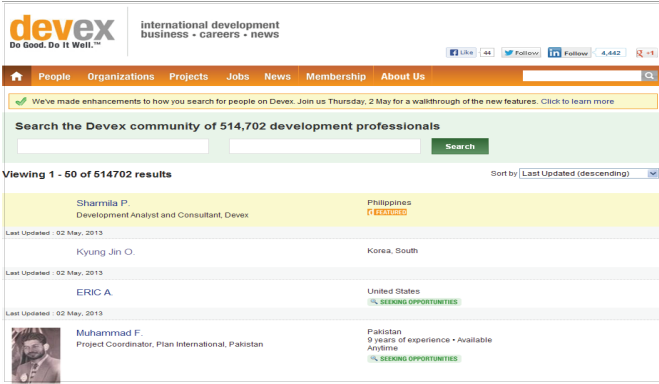 devex
Do Good. Do It Well.™
international development
business • careers • news
Like 44 Follow Follow 4,442 +1
People Organizations Projects Jobs News Membership About Us
We've made enhancements to how you search for people on Devex. Join us Thursday, 2 May for a walkthrough of the new features. Click to learn more
Search the Devex community of 514,702 development professionals
Search
Viewing 1 - 50 of 514702 results
Sort by Last Updated (descending)
Sharmila P.
Philippines
Development Analyst and Consultant, Devex
FEATURED
Last Updated : 02 May, 2013
Kyung Jin O.
Korea, South
Last Updated : 02 May, 2013
ERIC A.
United States
SEEKING OPPORTUNITIES
Last Updated : 02 May, 2013
Muhammad F.
Pakistan
Project Coordinator, Plan International, Pakistan
9 years of experience • Available
Anytime
SEEKING OPPORTUNITIES